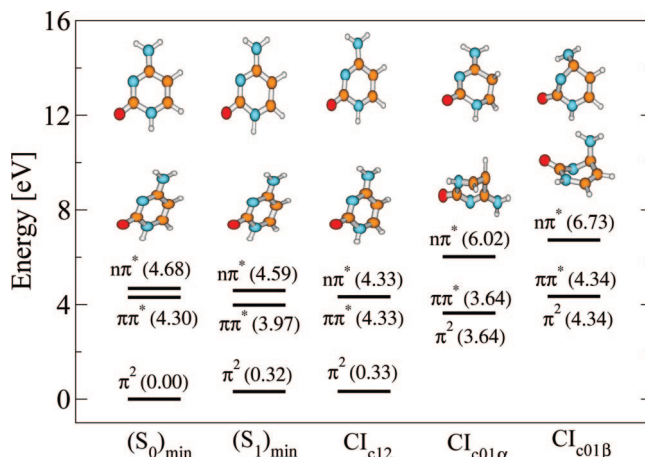 16
12
8
4
0
Energy [eV]
nπ* (4.68)
ππ* (4.30)
π² (0.00)
nπ* (4.59)
ππ* (3.97)
π² (0.32)
nπ* (4.33)
ππ* (4.33)
π² (0.33)
nπ* (6.02)
ππ* (3.64)
π² (3.64)
nπ* (6.73)
ππ* (4.34)
π² (4.34)
(S₀)min
(S₁)min
CIc12
CIc01α
CIc01β